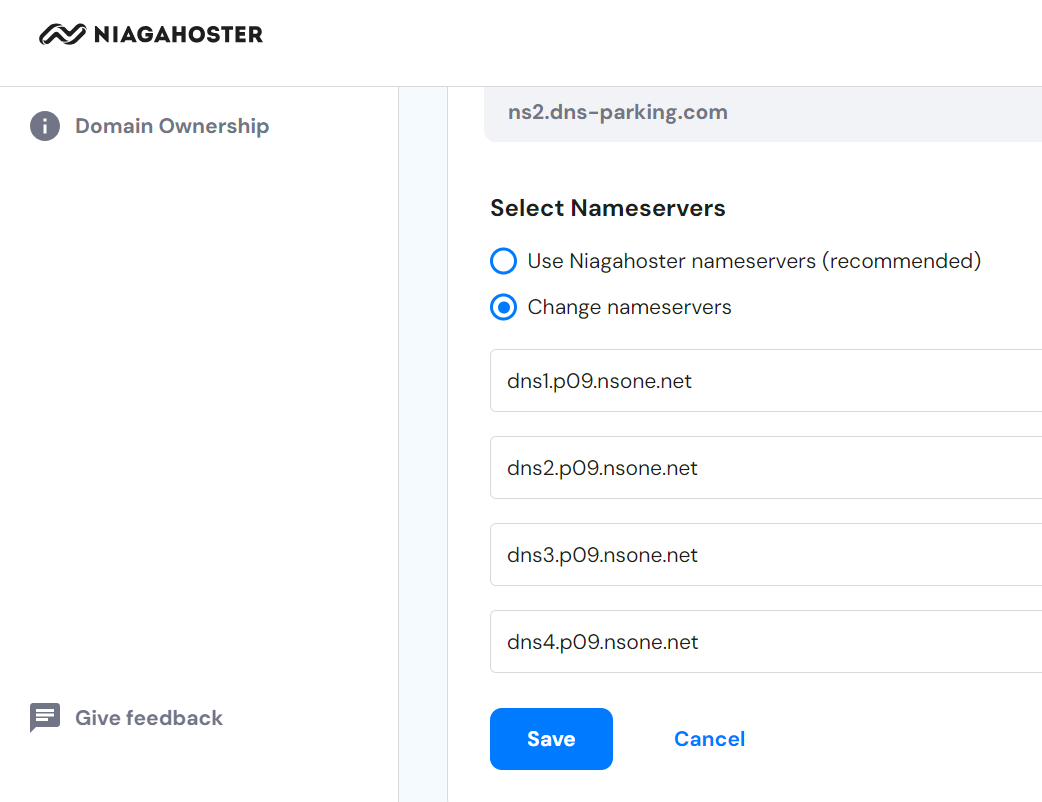 NIAGAHOSTER
Domain Ownership
ns2.dns-parking.com
Select Nameservers
Use Niagahoster nameservers (recommended)
Change nameservers
dns1.p09.nsone.net
dns2.p09.nsone.net
dns3.p09.nsone.net
dns4.p09.nsone.net
Give feedback
Save
Cancel